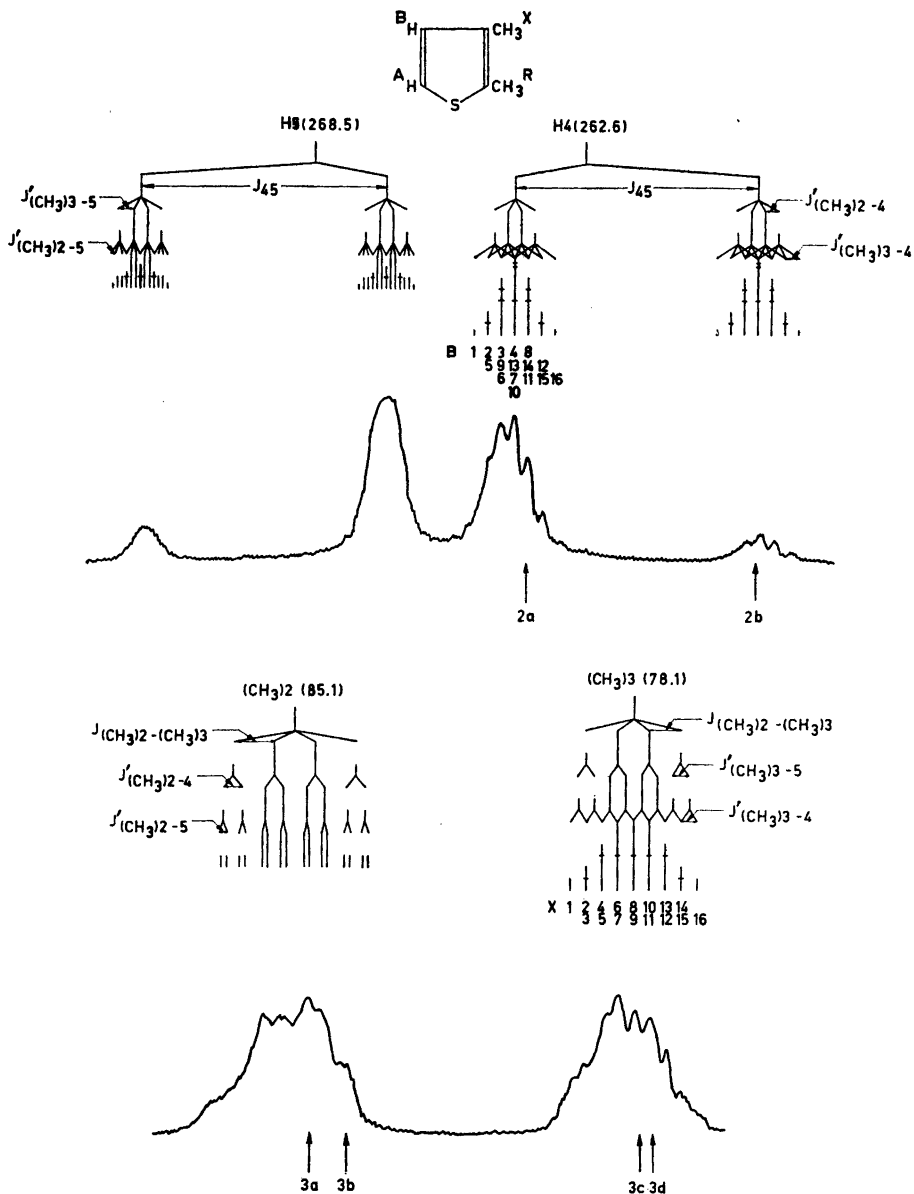 B H CH3 X
A H CH3 R
S
H5(268.5) H4(262.6)
J45 J45
J'(CH3)3-5 J'(CH3)2-4
J'(CH3)2-5 J'(CH3)3-4
B 1 2 3 4 8
5 9 13 14 12
6 7 11 15 16
10
2a 2b
(CH3)2 (85.1) (CH3)3 (78.1)
J(CH3)2-(CH3)3 J(CH3)2-(CH3)3
J'(CH3)2-4 J'(CH3)3-5
J'(CH3)2-5 J'(CH3)3-4
X 1 2 4 6 8 10 13 14
3 5 7 9 11 12 15 16
3a 3b 3c 3d